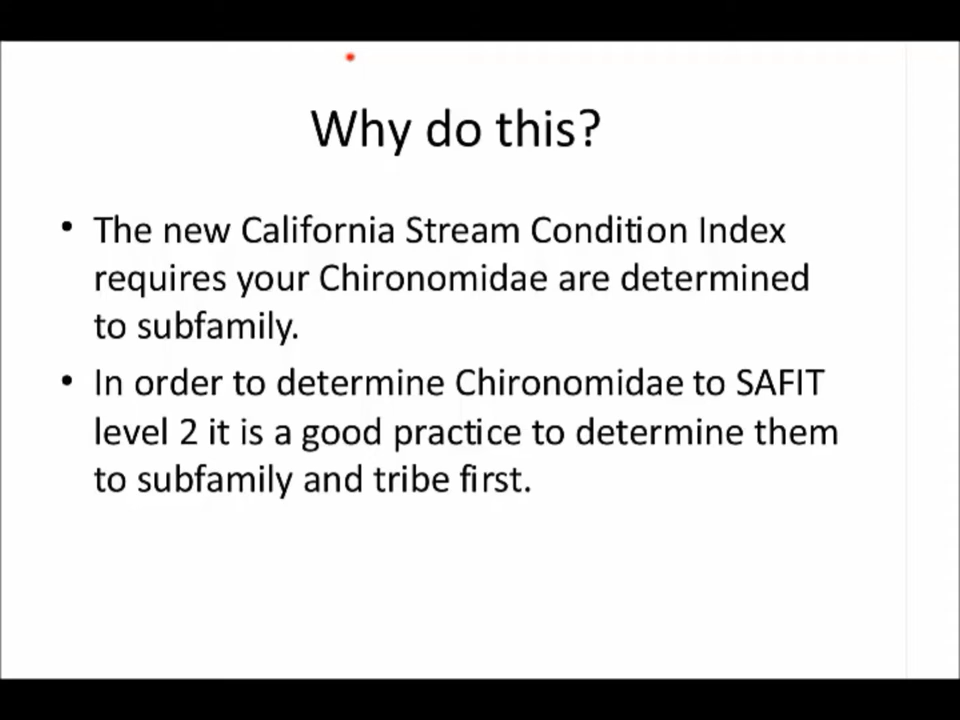 Why do this?
• The new California Stream Condition Index
requires your Chironomidae are determined
to subfamily.
• In order to determine Chironomidae to SAFIT
level 2 it is a good practice to determine them
to subfamily and tribe first.